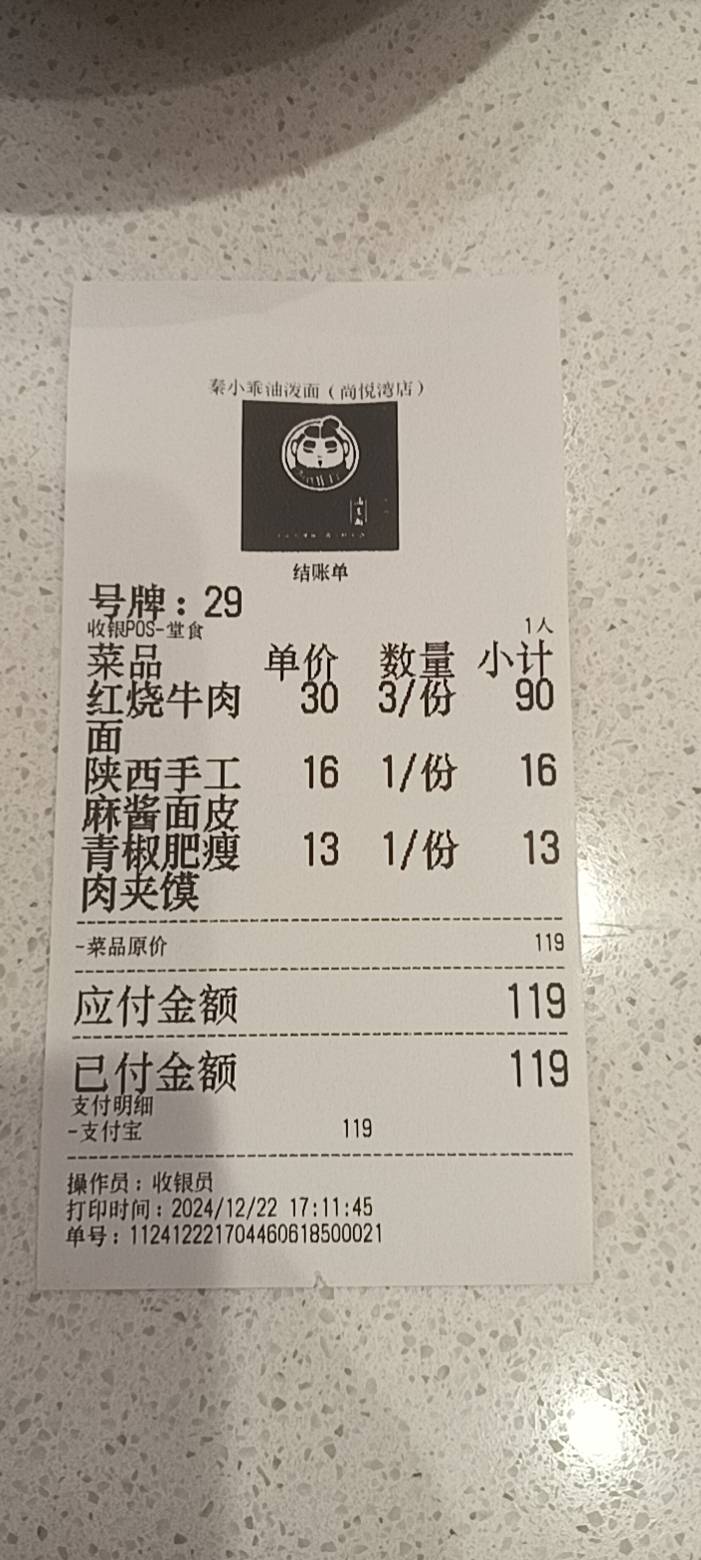 秦小乖油泼面（尚悦湾店）
结账单
号牌：29
收银POS-堂食 1人
菜品 单价 数量 小计
红烧牛肉 30 3/份 90
面
陕西手工 16 1/份 16
麻酱面皮
青椒肥瘦 13 1/份 13
肉夹馍
-菜品原价 119
应付金额 119
已付金额 119
支付明细
-支付宝 119
操作员：收银员
打印时间：2024/12/22 17:11:45
单号：112412221704460618500021